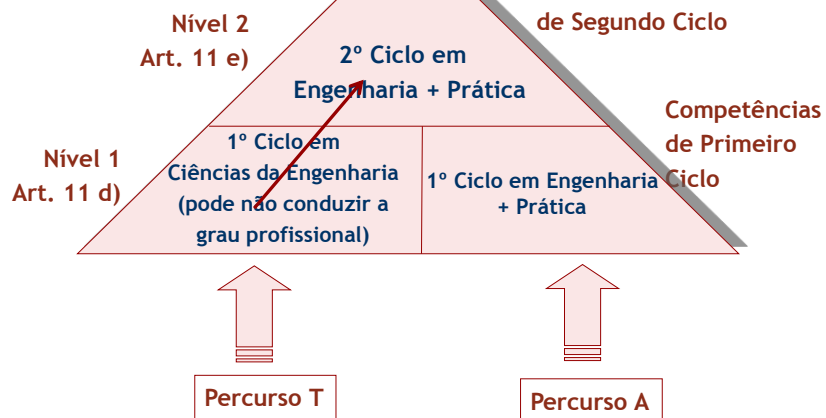 Nível 2
Art. 11 e)
de Segundo Ciclo
2º Ciclo em
Engenharia + Prática
Competências
de Primeiro
Ciclo
Nível 1
Art. 11 d)
1º Ciclo em
Ciências da Engenharia
(pode não conduzir a
grau profissional)
1º Ciclo em Engenharia
+ Prática
Percurso T
Percurso A